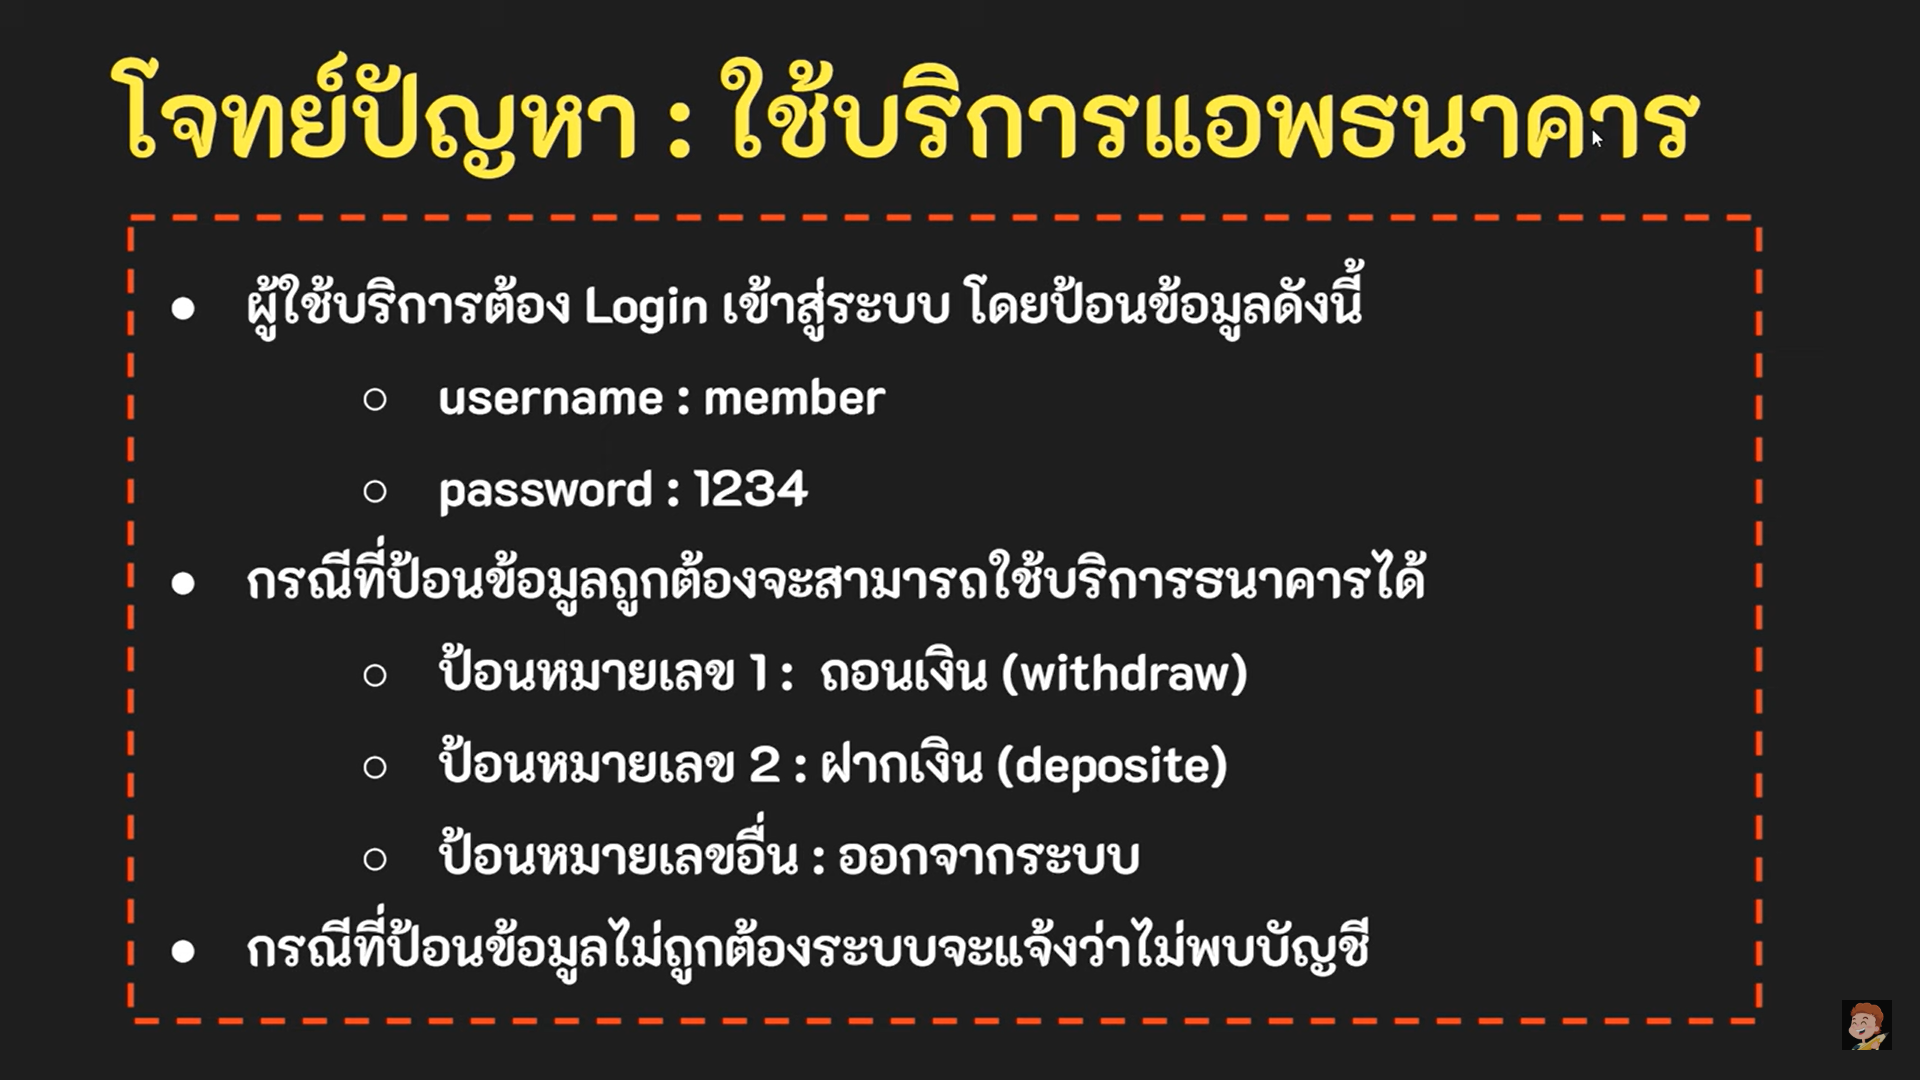 โจทย์ปัญหา : ใช้บริการแอพธนาคาร
● ผู้ใช้บริการต้อง Login เข้าสู่ระบบ โดยป้อนข้อมูลดังนี้
○ username : member
○ password : 1234
● กรณีที่ป้อนข้อมูลถูกต้องจะสามารถใช้บริการธนาคารได้
○ ป้อนหมายเลข 1 : ถอนเงิน (withdraw)
○ ป้อนหมายเลข 2 : ฝากเงิน (deposite)
○ ป้อนหมายเลขอื่น : ออกจากระบบ
● กรณีที่ป้อนข้อมูลไม่ถูกต้องระบบจะแจ้งว่าไม่พบบัญชี